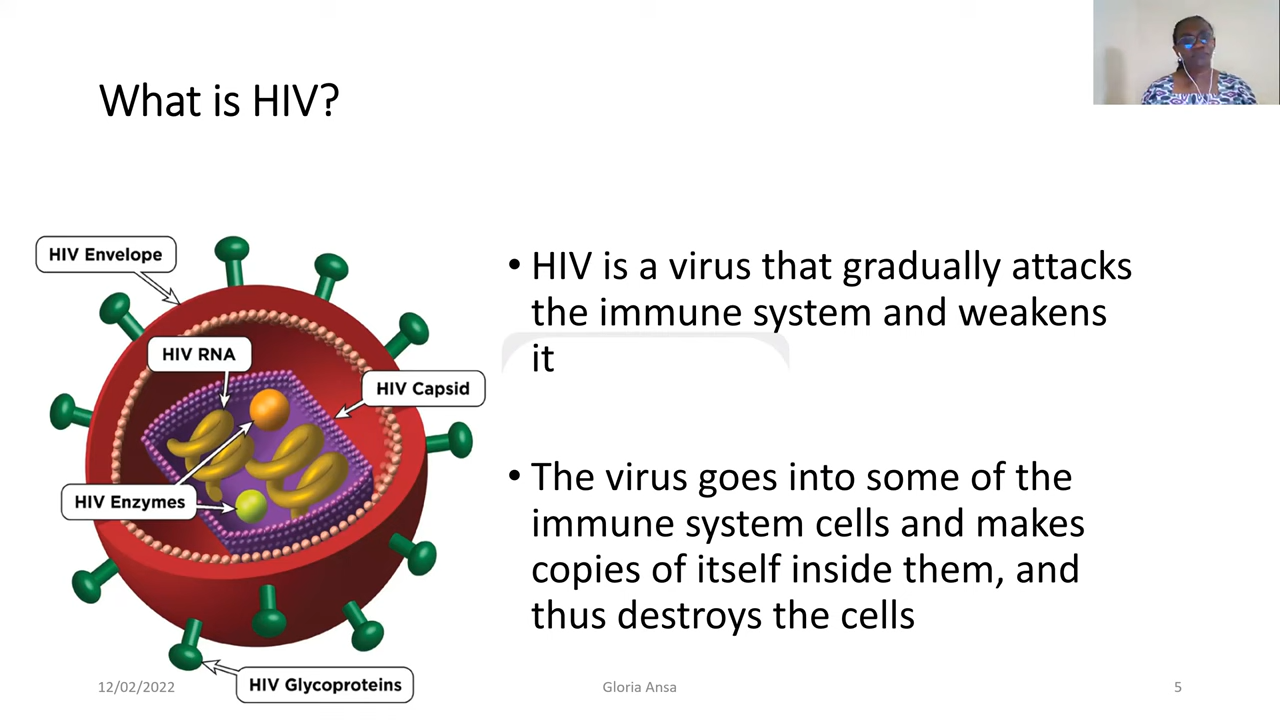 What is HIV?
HIV Envelope
HIV RNA
HIV Capsid
HIV Enzymes
HIV Glycoproteins
• HIV is a virus that gradually attacks
the immune system and weakens
it
• The virus goes into some of the
immune system cells and makes
copies of itself inside them, and
thus destroys the cells
12/02/2022
Gloria Ansa
5